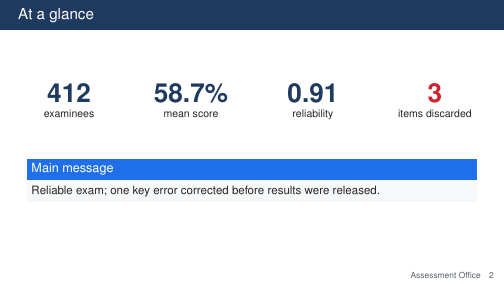 At a glance
412 58.7% 0.91 3
examinees mean score reliability items discarded
Main message
Reliable exam; one key error corrected before results were released.
Assessment Office 2